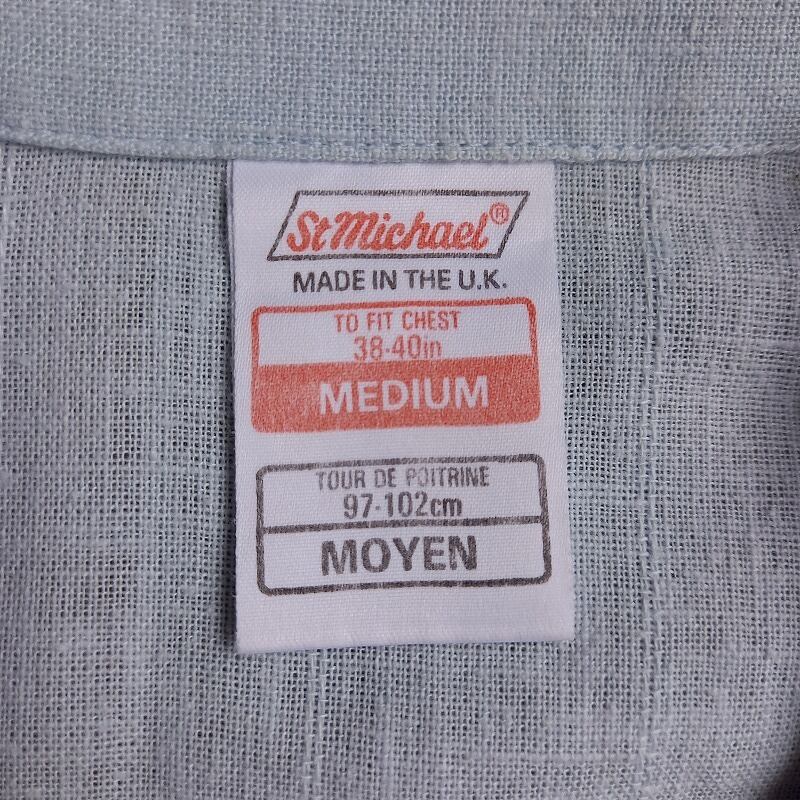 St Michael®
MADE IN THE U.K.
TO FIT CHEST
38-40in
MEDIUM
TOUR DE POITRINE
97-102cm
MOYEN